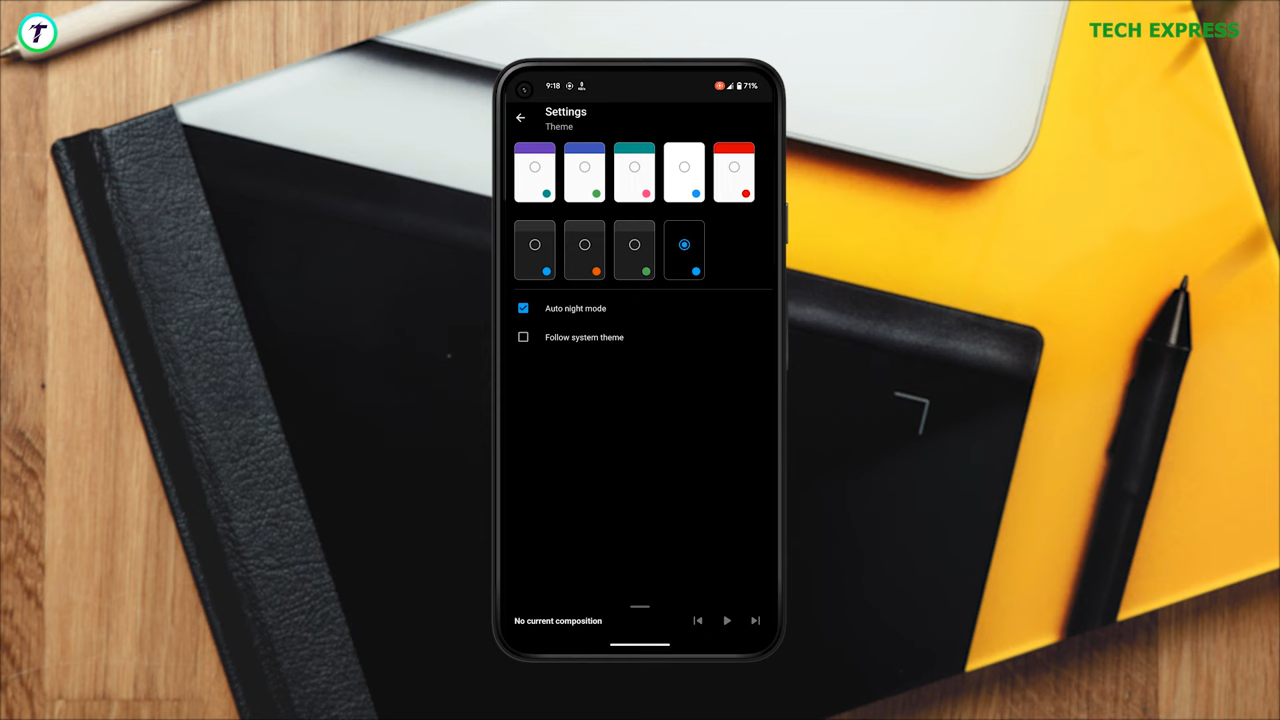 T
TECH EXPRESS
9:18
71%
Settings
Theme
Auto night mode
Follow system theme
No current composition